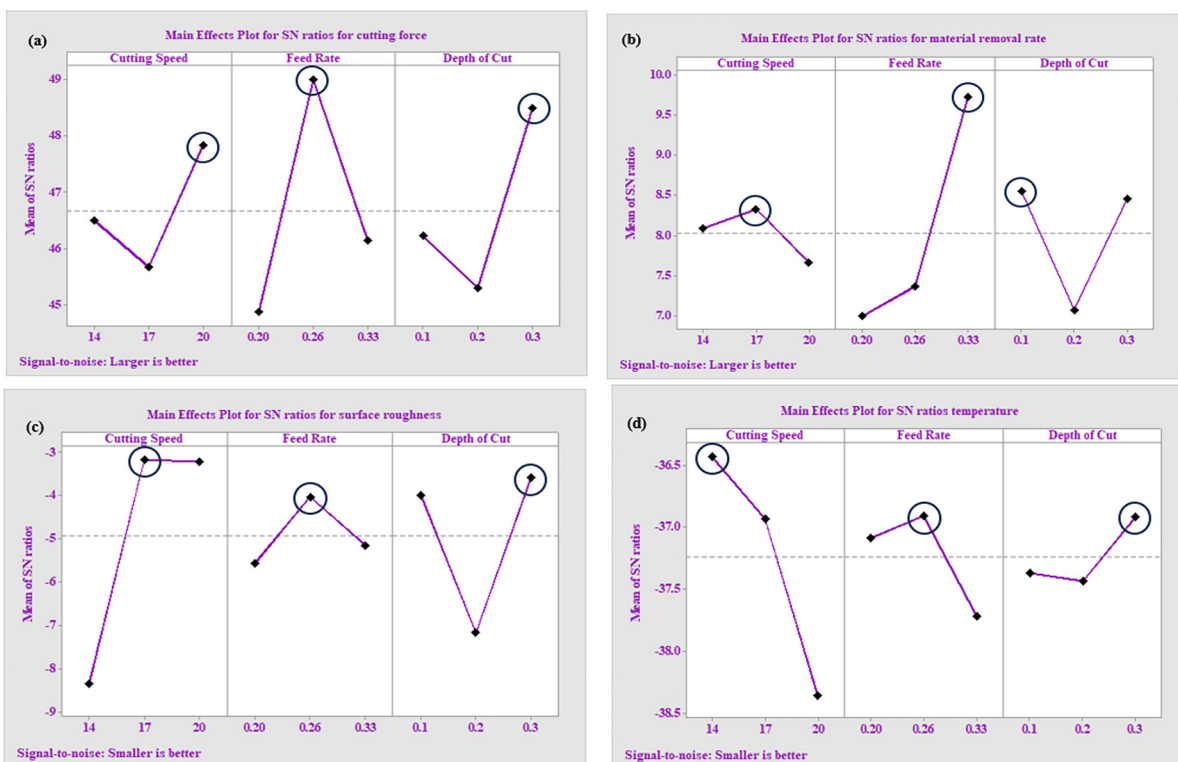 (a)
Main Effects Plot for SN ratios for cutting force
Cutting Speed Feed Rate Depth of Cut
Mean of SN ratios
49
48
47
46
45
14 17 20 0.20 0.26 0.33 0.1 0.2 0.3
Signal-to-noise: Larger is better
(b)
Main Effects Plot for SN ratios for material removal rate
Cutting Speed Feed Rate Depth of Cut
Mean of SN ratios
10.0
9.5
9.0
8.5
8.0
7.5
7.0
14 17 20 0.20 0.26 0.33 0.1 0.2 0.3
Signal-to-noise: Larger is better
(c)
Main Effects Plot for SN ratios for surface roughness
Cutting Speed Feed Rate Depth of Cut
Mean of SN ratios
-3
-4
-5
-6
-7
-8
-9
14 17 20 0.20 0.26 0.33 0.1 0.2 0.3
Signal-to-noise: Smaller is better
(d)
Main Effects Plot for SN ratios temperature
Cutting Speed Feed Rate Depth of Cut
Mean of SN ratios
-36.5
-37.0
-37.5
-38.0
-38.5
14 17 20 0.20 0.26 0.33 0.1 0.2 0.3
Signal-to-noise: Smaller is better